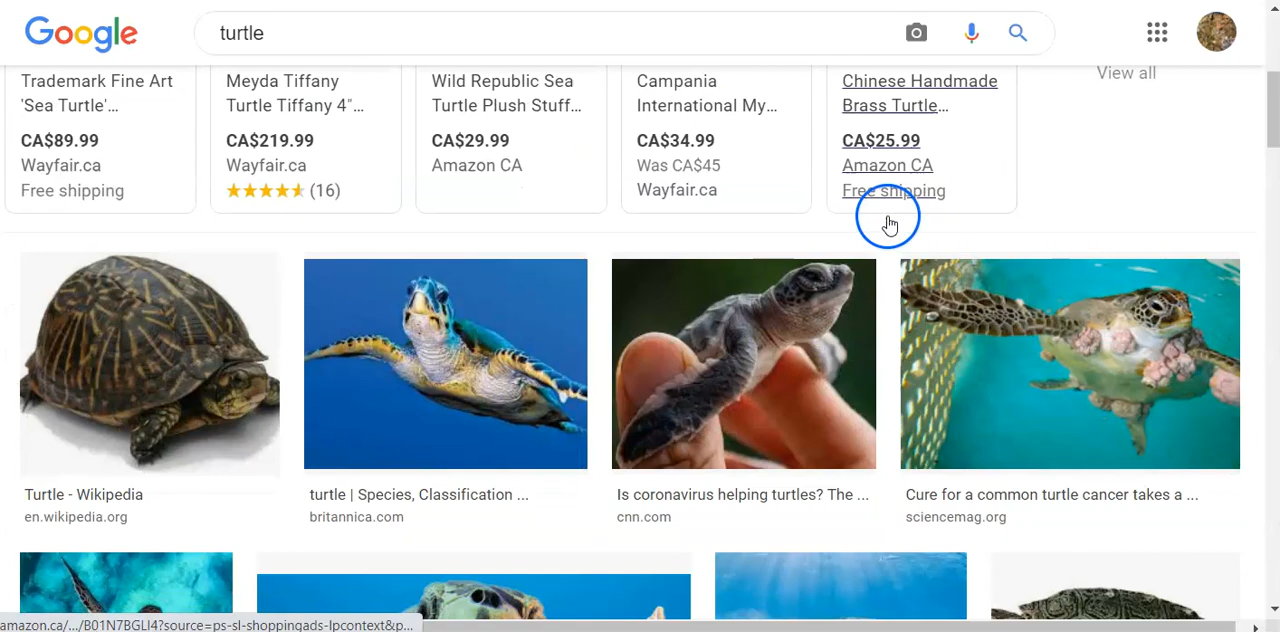 Google
turtle
Trademark Fine Art
'Sea Turtle'...
CA$89.99
Wayfair.ca
Free shipping
Meyda Tiffany
Turtle Tiffany 4"...
CA$219.99
Wayfair.ca
(16)
Wild Republic Sea
Turtle Plush Stuff...
CA$29.99
Amazon CA
Campania
International My...
CA$34.99
Was CA$45
Wayfair.ca
Chinese Handmade
Brass Turtle...
CA$25.99
Amazon CA
Free shipping
View all
Turtle - Wikipedia
en.wikipedia.org
turtle | Species, Classification ...
britannica.com
Is coronavirus helping turtles? The ...
cnn.com
Cure for a common turtle cancer takes a ...
sciencemag.org
amazon.ca/.../B01N7BGLI4?source=ps-sl-shoppingads-lpcontext&p...